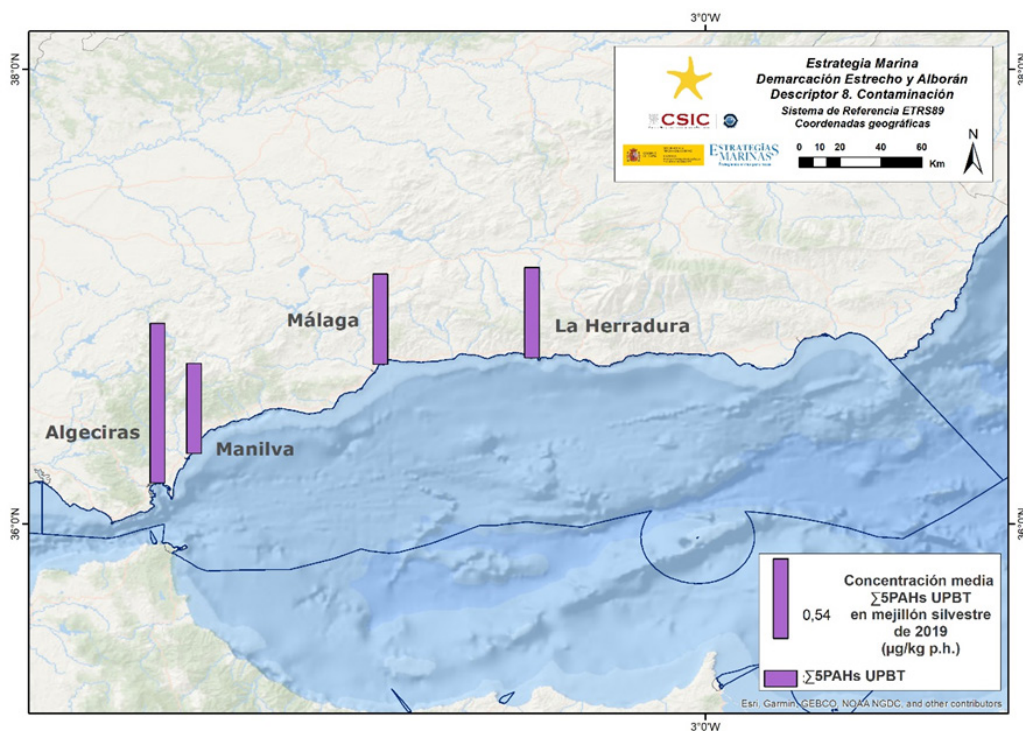 3°0'W
38°0'N
38°0'N
Estrategia Marina
Demarcación Estrecho y Alborán
Descriptor 8. Contaminación
Sistema de Referencia ETRS89
Coordenadas geográficas
CSIC
ESTRATEGIAS
MARINAS
0 10 20 40 60
Km
N
Málaga
La Herradura
Algeciras
Manilva
36°0'N
36°0'N
Concentración media
∑5PAHs UPBT
en mejillón silvestre
de 2019
(µg/kg p.h.)
0,54
∑5PAHs UPBT
Esri, Garmin, GEBCO, NOAA NGDC, and other contributors
3°0'W